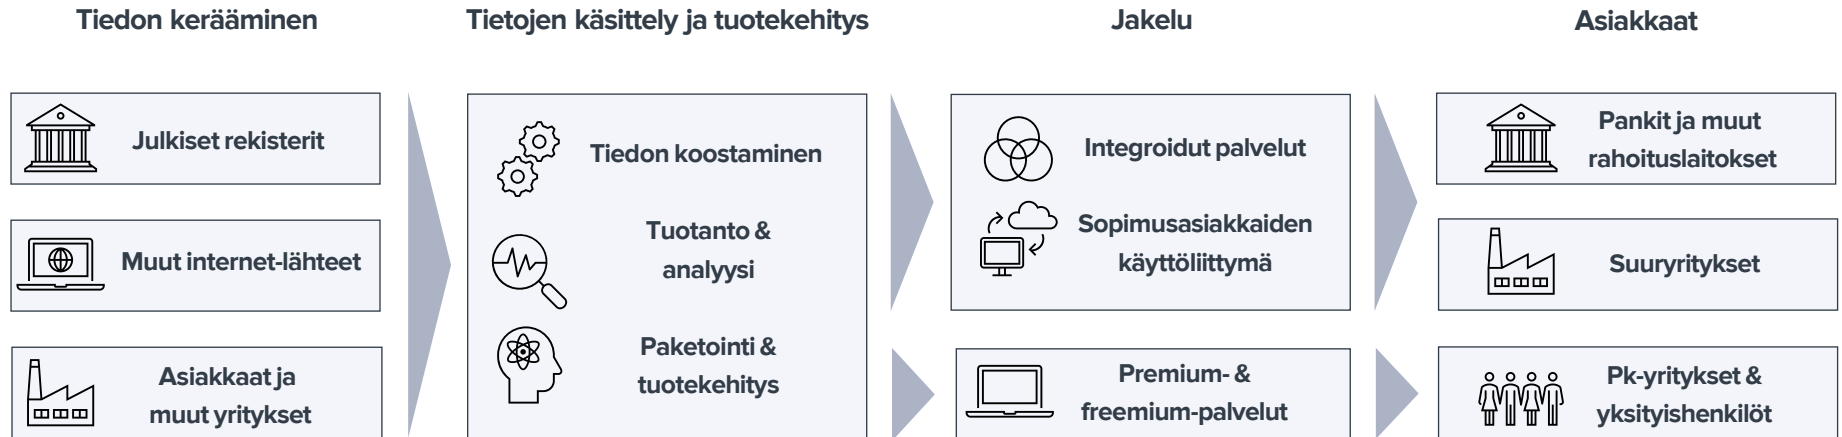 Tiedon kerääminen
Julkiset rekisterit
Muut internet-lähteet
Asiakkaat ja
muut yritykset
Tietojen käsittely ja tuotekehitys
Tiedon koostaminen
Tuotanto &
analyysi
Paketointi &
tuotekehitys
Jakelu
Integroidut palvelut
Sopimusasiakkaiden
käyttöliittymä
Premium- &
freemium-palvelut
Asiakkaat
Pankit ja muut
rahoituslaitokset
Suuryritykset
Pk-yritykset &
yksityishenkilöt